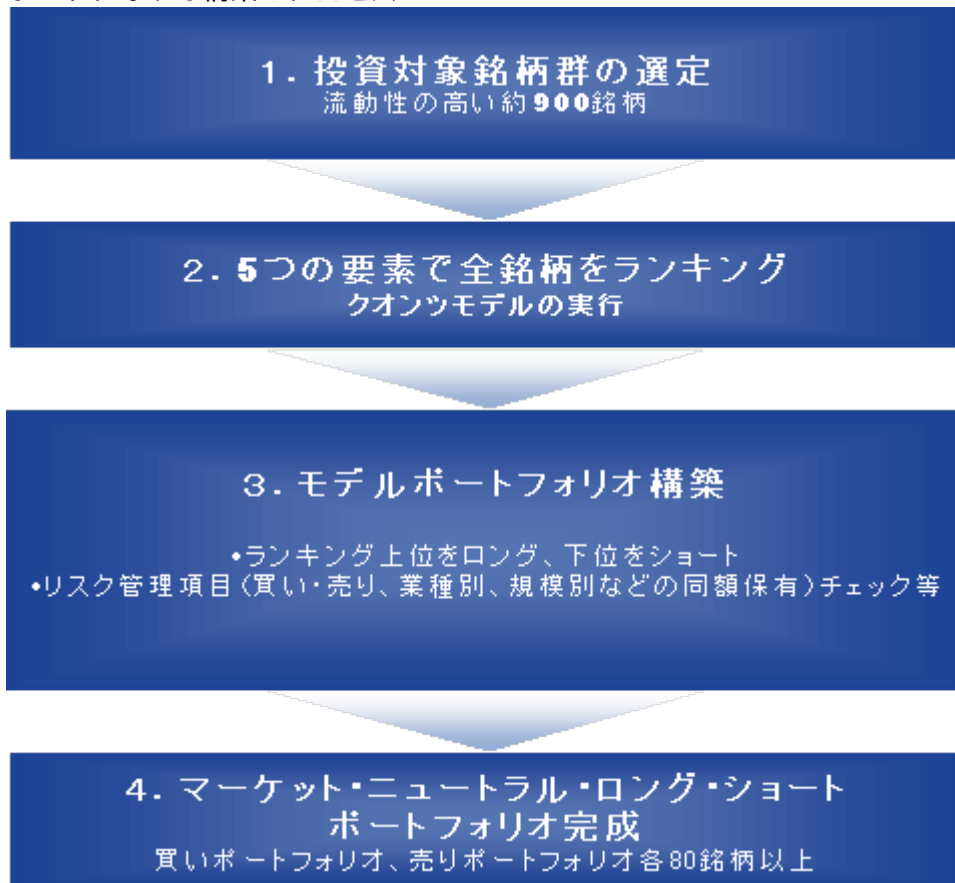 1. 投資対象銘柄群の選定
流動性の高い約900銘柄
2. 5つの要素で全銘柄をランキング
クオンツモデルの実行
3. モデルポートフォリオ構築
•ランキング上位をロング、下位をショート
•リスク管理項目(買い・売り、業種別、規模別などの同額保有)チェック等
4. マーケット・ニュートラル・ロング・ショート
ポートフォリオ完成
買いポートフォリオ、売りポートフォリオ各80銘柄以上